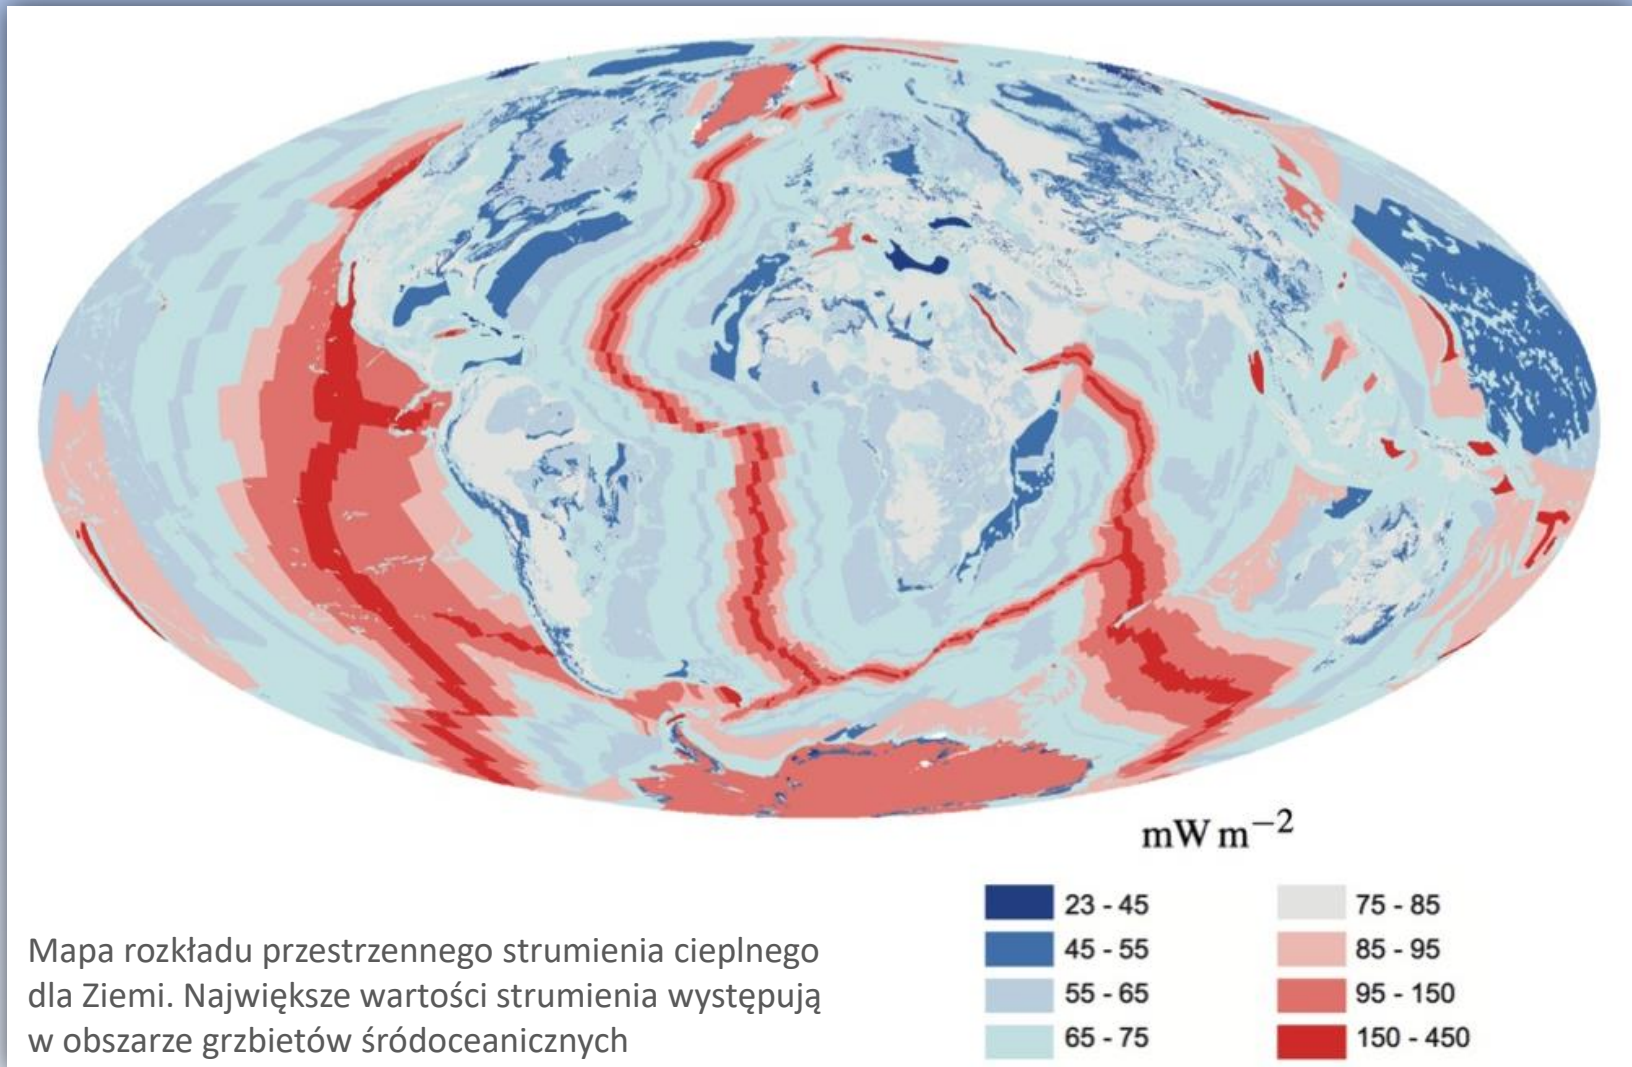 mW m−2
23 - 45
45 - 55
55 - 65
65 - 75
75 - 85
85 - 95
95 - 150
150 - 450
Mapa rozkładu przestrzennego strumienia cieplnego
dla Ziemi. Największe wartości strumienia występują
w obszarze grzbietów śródoceanicznych